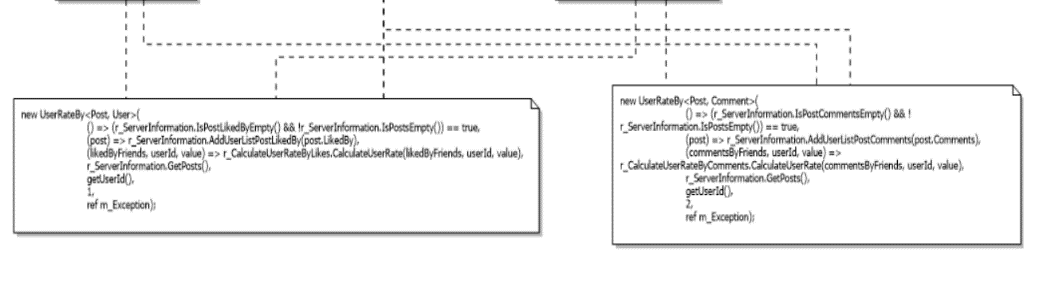 new UserRateBy<Post, User>(
() => (r_ServerInformation.IsPostLikedByEmpty() && !r_ServerInformation.IsPostsEmpty()) == true,
(post) => r_ServerInformation.AddUserListPostLikedBy(post.LikedBy),
(likedByFriends, userId, value) => r_CalculateUserRateByLikes.CalculateUserRate(likedByFriends, userId, value),
r_ServerInformation.GetPosts(),
getUserId(),
1,
ref m_Exception);
new UserRateBy<Post, Comment>(
() => (r_ServerInformation.IsPostCommentsEmpty() && !
r_ServerInformation.IsPostsEmpty()) == true,
(post) => r_ServerInformation.AddUserListPostComments(post.Comments),
(commentsByFriends, userId, value) =>
r_CalculateUserRateByComments.CalculateUserRate(commentsByFriends, userId, value),
r_ServerInformation.GetPosts(),
getUserId(),
2,
ref m_Exception);